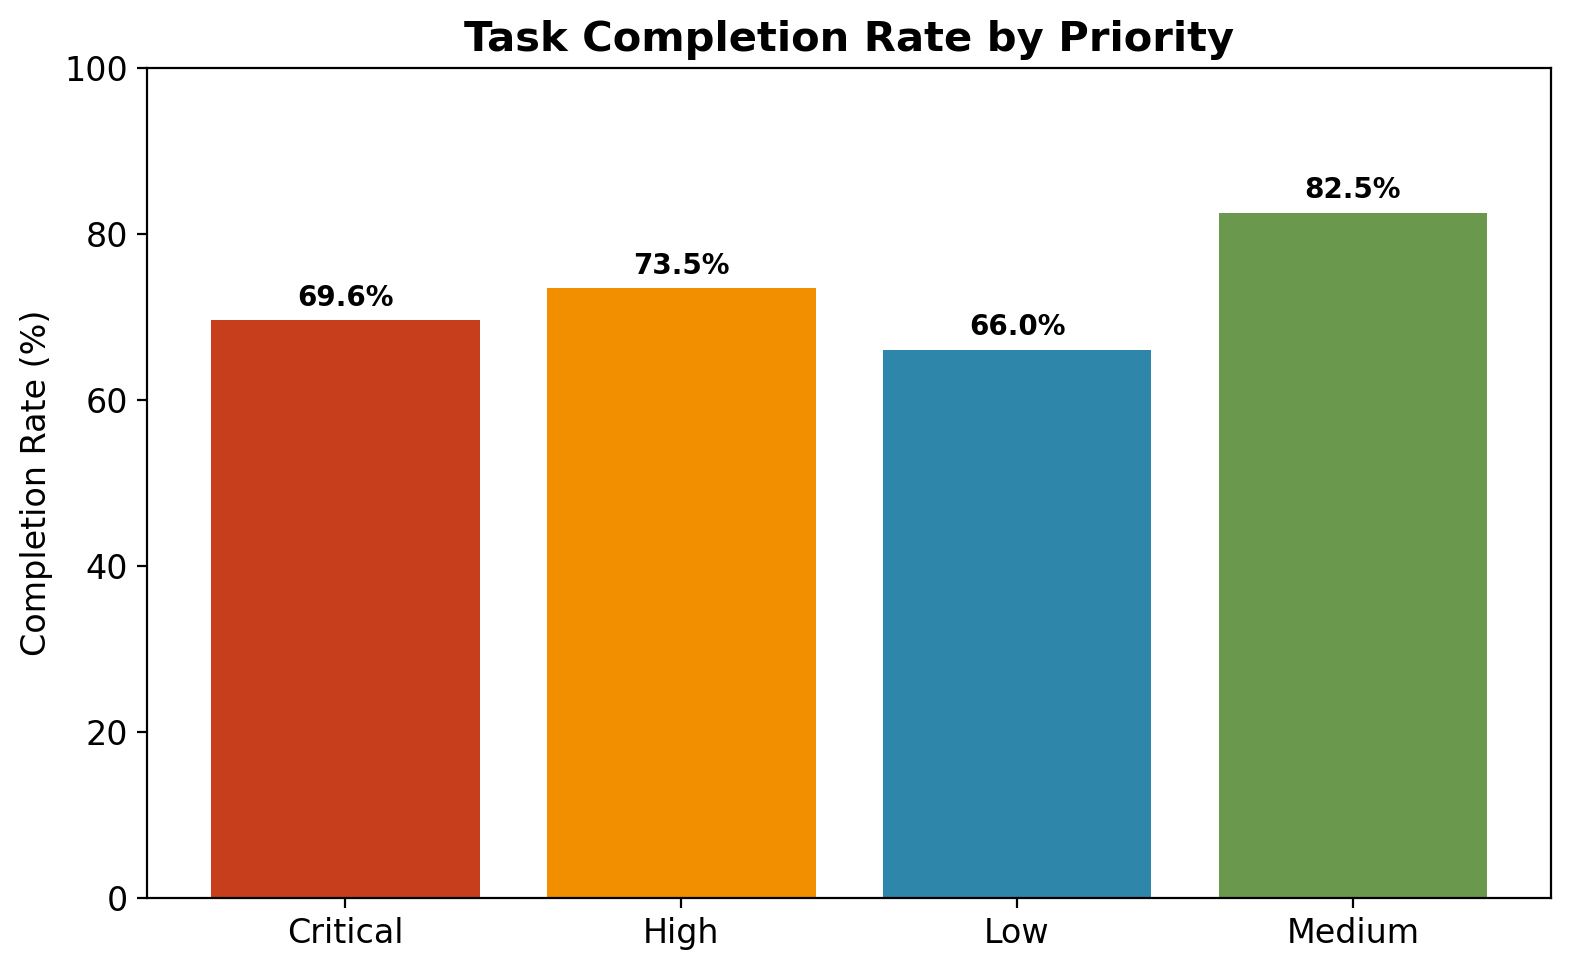 Task Completion Rate by Priority
Completion Rate (%)
100
80
60
40
20
0
69.6%
73.5%
66.0%
82.5%
Critical
High
Low
Medium